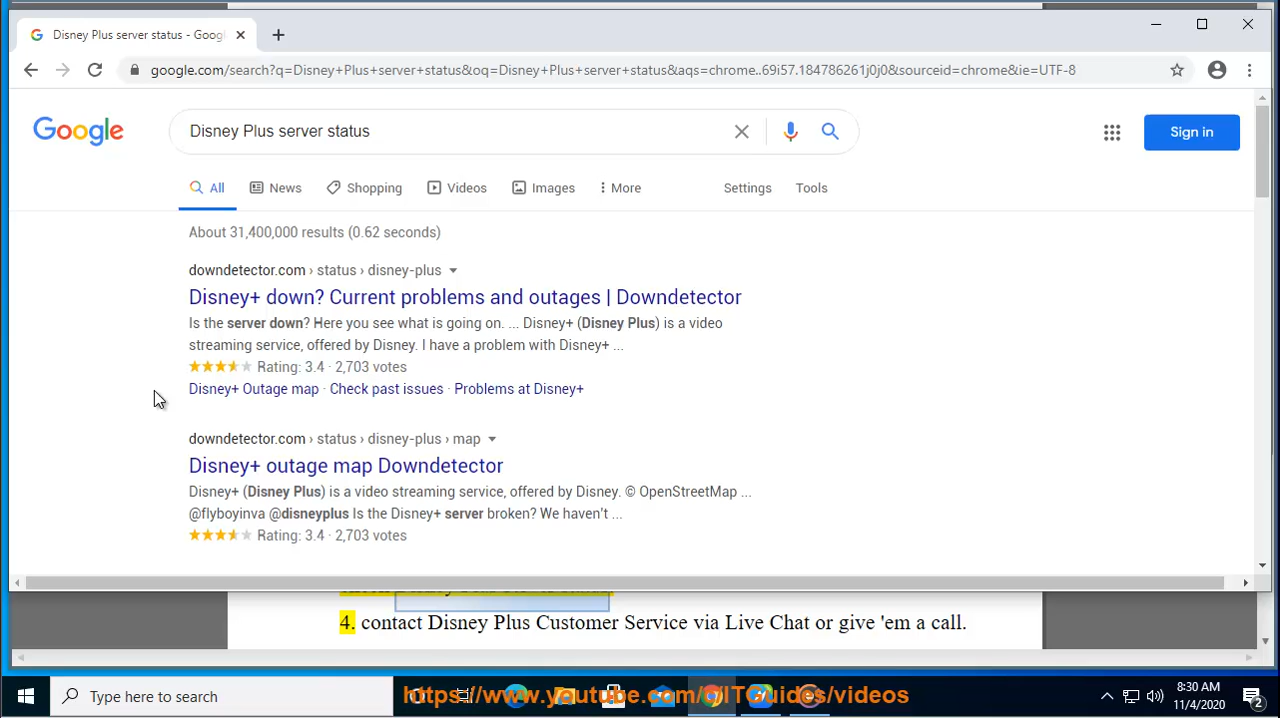 Disney Plus server status - Googl
google.com/search?q=Disney+Plus+server+status&oq=Disney+Plus+server+status&aqs=chrome..69i57.184786261j0j0&sourceid=chrome&ie=UTF-8
Google
Disney Plus server status
Sign in
All News Shopping Videos Images More Settings Tools
About 31,400,000 results (0.62 seconds)
downdetector.com › status › disney-plus
Disney+ down? Current problems and outages | Downdetector
Is the server down? Here you see what is going on. ... Disney+ (Disney Plus) is a video
streaming service, offered by Disney. I have a problem with Disney+ ...
Rating: 3.4 · 2,703 votes
Disney+ Outage map · Check past issues · Problems at Disney+
downdetector.com › status › disney-plus › map
Disney+ outage map Downdetector
Disney+ (Disney Plus) is a video streaming service, offered by Disney. © OpenStreetMap ...
@flyboyinva @disneyplus Is the Disney+ server broken? We haven't ...
Rating: 3.4 · 2,703 votes
4. contact Disney Plus Customer Service via Live Chat or give 'em a call.
Type here to search
https://www.youtube.com/@ITGuides/videos
8:30 AM
11/4/2020
2